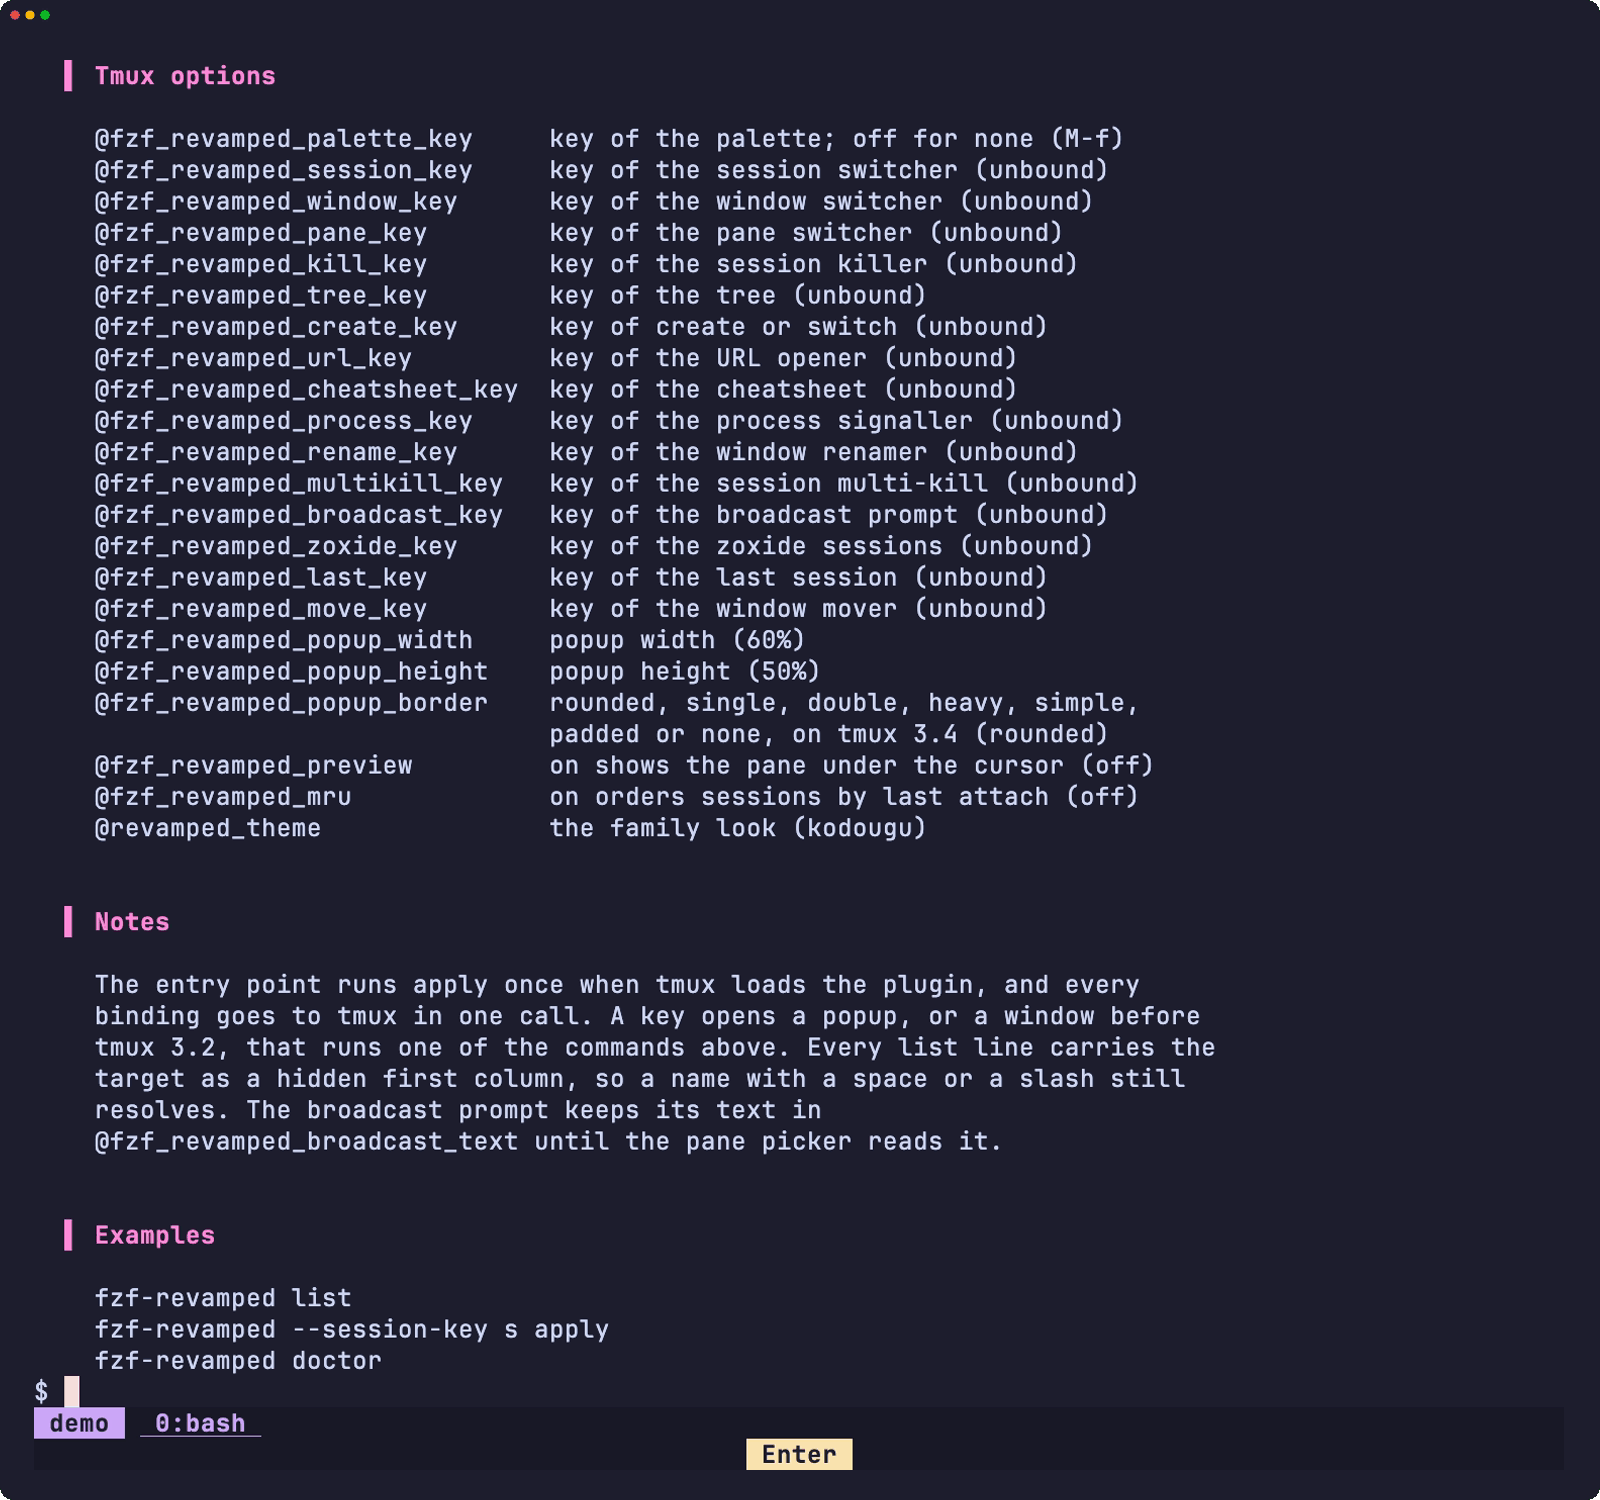 Tmux options
@fzf_revamped_palette_key     key of the palette; off for none (M-f)
@fzf_revamped_session_key     key of the session switcher (unbound)
@fzf_revamped_window_key      key of the window switcher (unbound)
@fzf_revamped_pane_key        key of the pane switcher (unbound)
@fzf_revamped_kill_key        key of the session killer (unbound)
@fzf_revamped_tree_key        key of the tree (unbound)
@fzf_revamped_create_key      key of create or switch (unbound)
@fzf_revamped_url_key         key of the URL opener (unbound)
@fzf_revamped_cheatsheet_key  key of the cheatsheet (unbound)
@fzf_revamped_process_key     key of the process signaller (unbound)
@fzf_revamped_rename_key      key of the window renamer (unbound)
@fzf_revamped_multikill_key   key of the session multi-kill (unbound)
@fzf_revamped_broadcast_key   key of the broadcast prompt (unbound)
@fzf_revamped_zoxide_key      key of the zoxide sessions (unbound)
@fzf_revamped_last_key        key of the last session (unbound)
@fzf_revamped_move_key        key of the window mover (unbound)
@fzf_revamped_popup_width     popup width (60%)
@fzf_revamped_popup_height    popup height (50%)
@fzf_revamped_popup_border    rounded, single, double, heavy, simple,
padded or none, on tmux 3.4 (rounded)
@fzf_revamped_preview         on shows the pane under the cursor (off)
@fzf_revamped_mru             on orders sessions by last attach (off)
@revamped_theme               the family look (kodougu)
Notes
The entry point runs apply once when tmux loads the plugin, and every
binding goes to tmux in one call. A key opens a popup, or a window before
tmux 3.2, that runs one of the commands above. Every list line carries the
target as a hidden first column, so a name with a space or a slash still
resolves. The broadcast prompt keeps its text in
@fzf_revamped_broadcast_text until the pane picker reads it.
Examples
fzf-revamped list
fzf-revamped --session-key s apply
fzf-revamped doctor
$
demo 0:bash
Enter